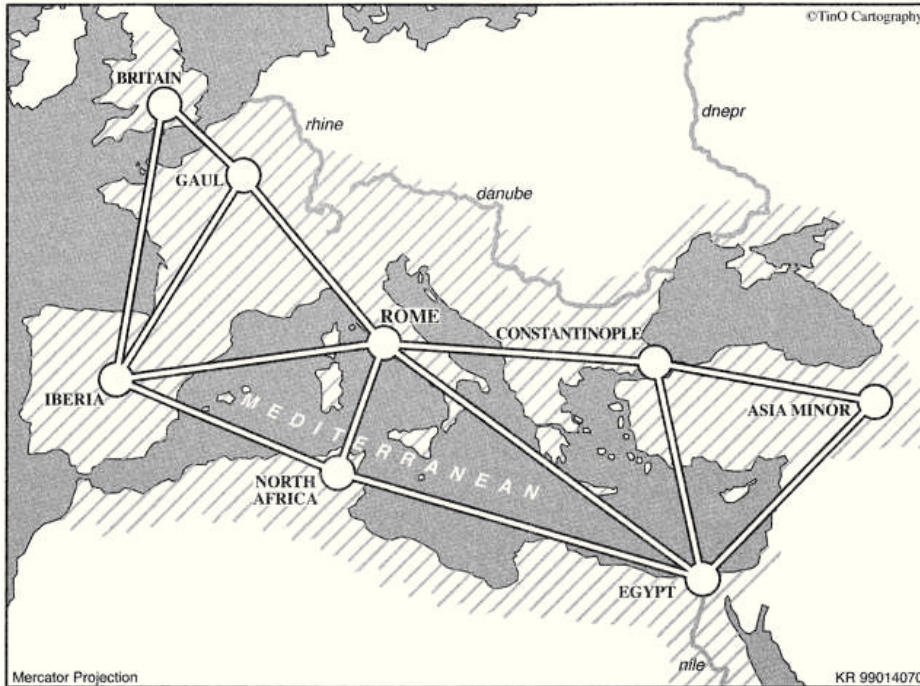 ©TinO Cartography
BRITAIN
dnepr
rhine
GAUL
danube
ROME
CONSTANTINOPLE
IBERIA
ASIA MINOR
MEDITERRANEAN
NORTH
AFRICA
EGYPT
nile
Mercator Projection
KR 99014070